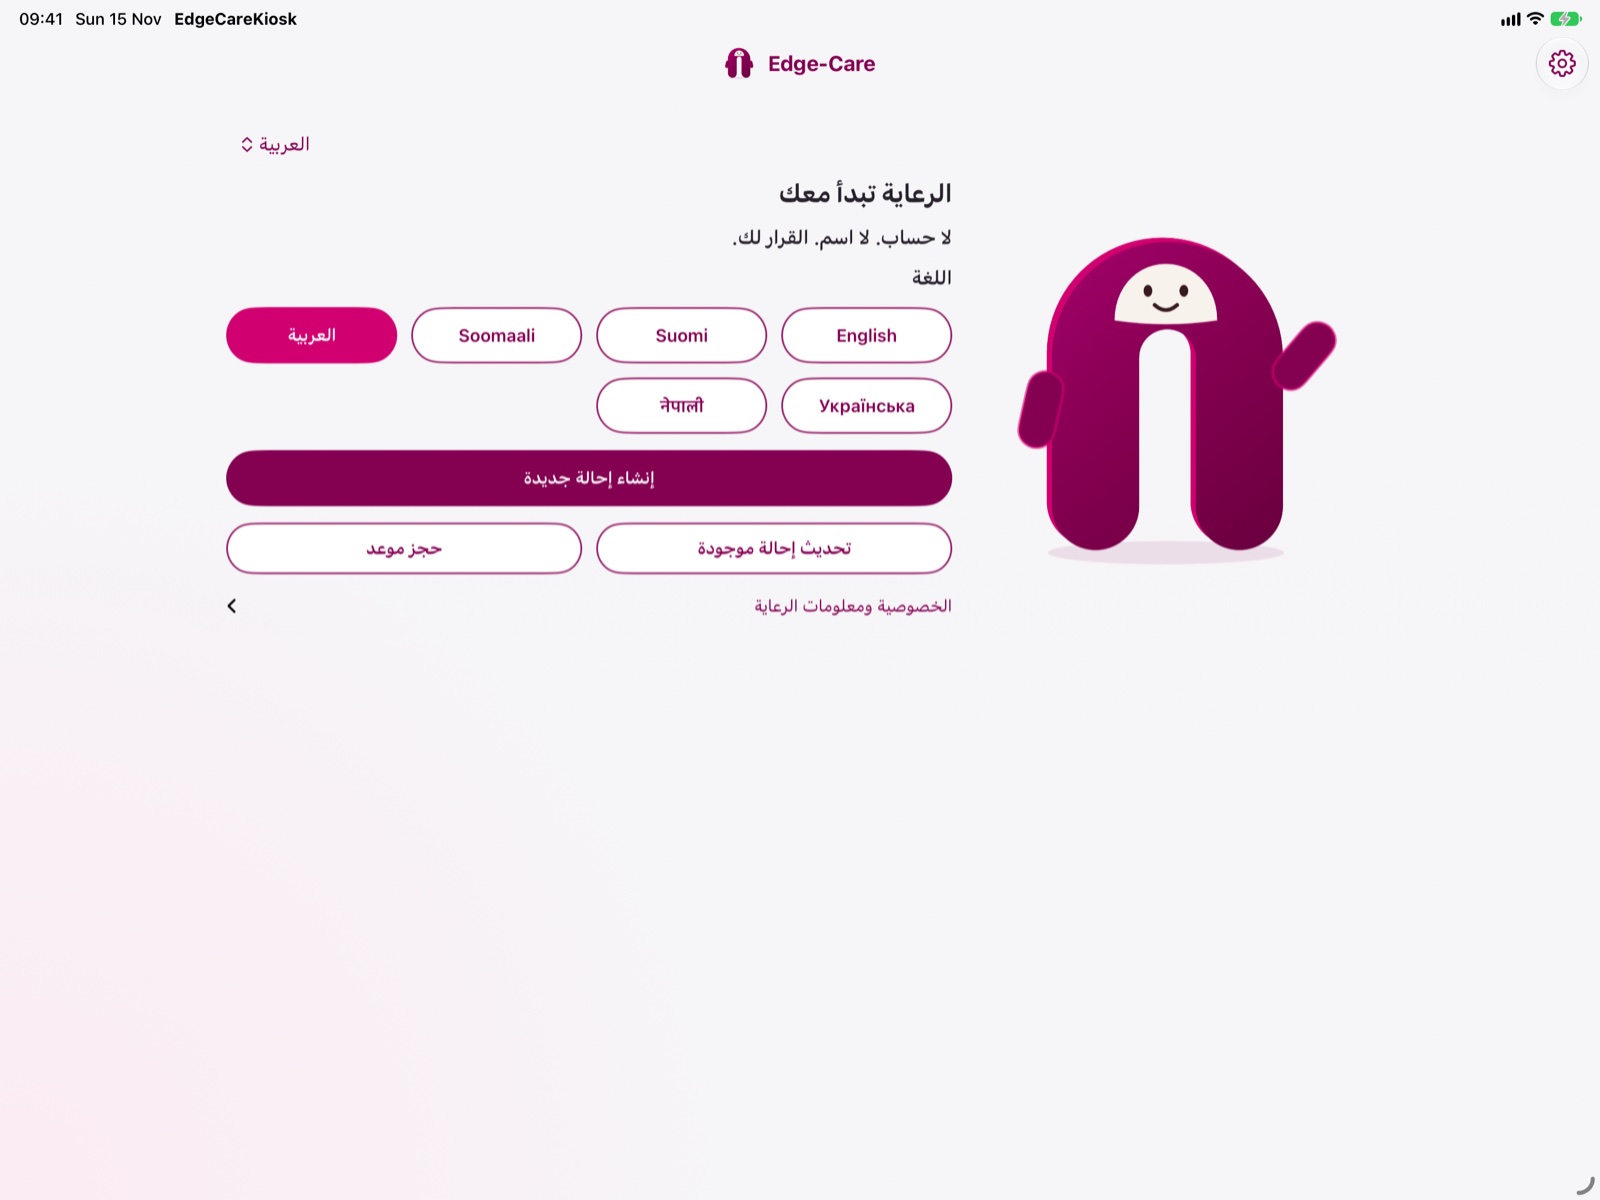 09:41 Sun 15 Nov EdgeCareKiosk
Edge-Care
العربية
الرعاية تبدأ معك
لا حساب. لا اسم. القرار لك.
اللغة
English Suomi Soomaali العربية
Українська नेपाली
إنشاء إحالة جديدة
تحديث إحالة موجودة حجز موعد
الخصوصية ومعلومات الرعاية